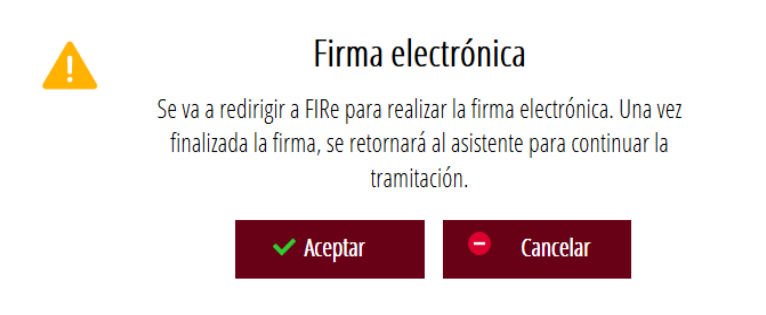 Firma electrónica
Se va a redirigir a FIRe para realizar la firma electrónica. Una vez
finalizada la firma, se retornará al asistente para continuar la
tramitación.
Aceptar
Cancelar